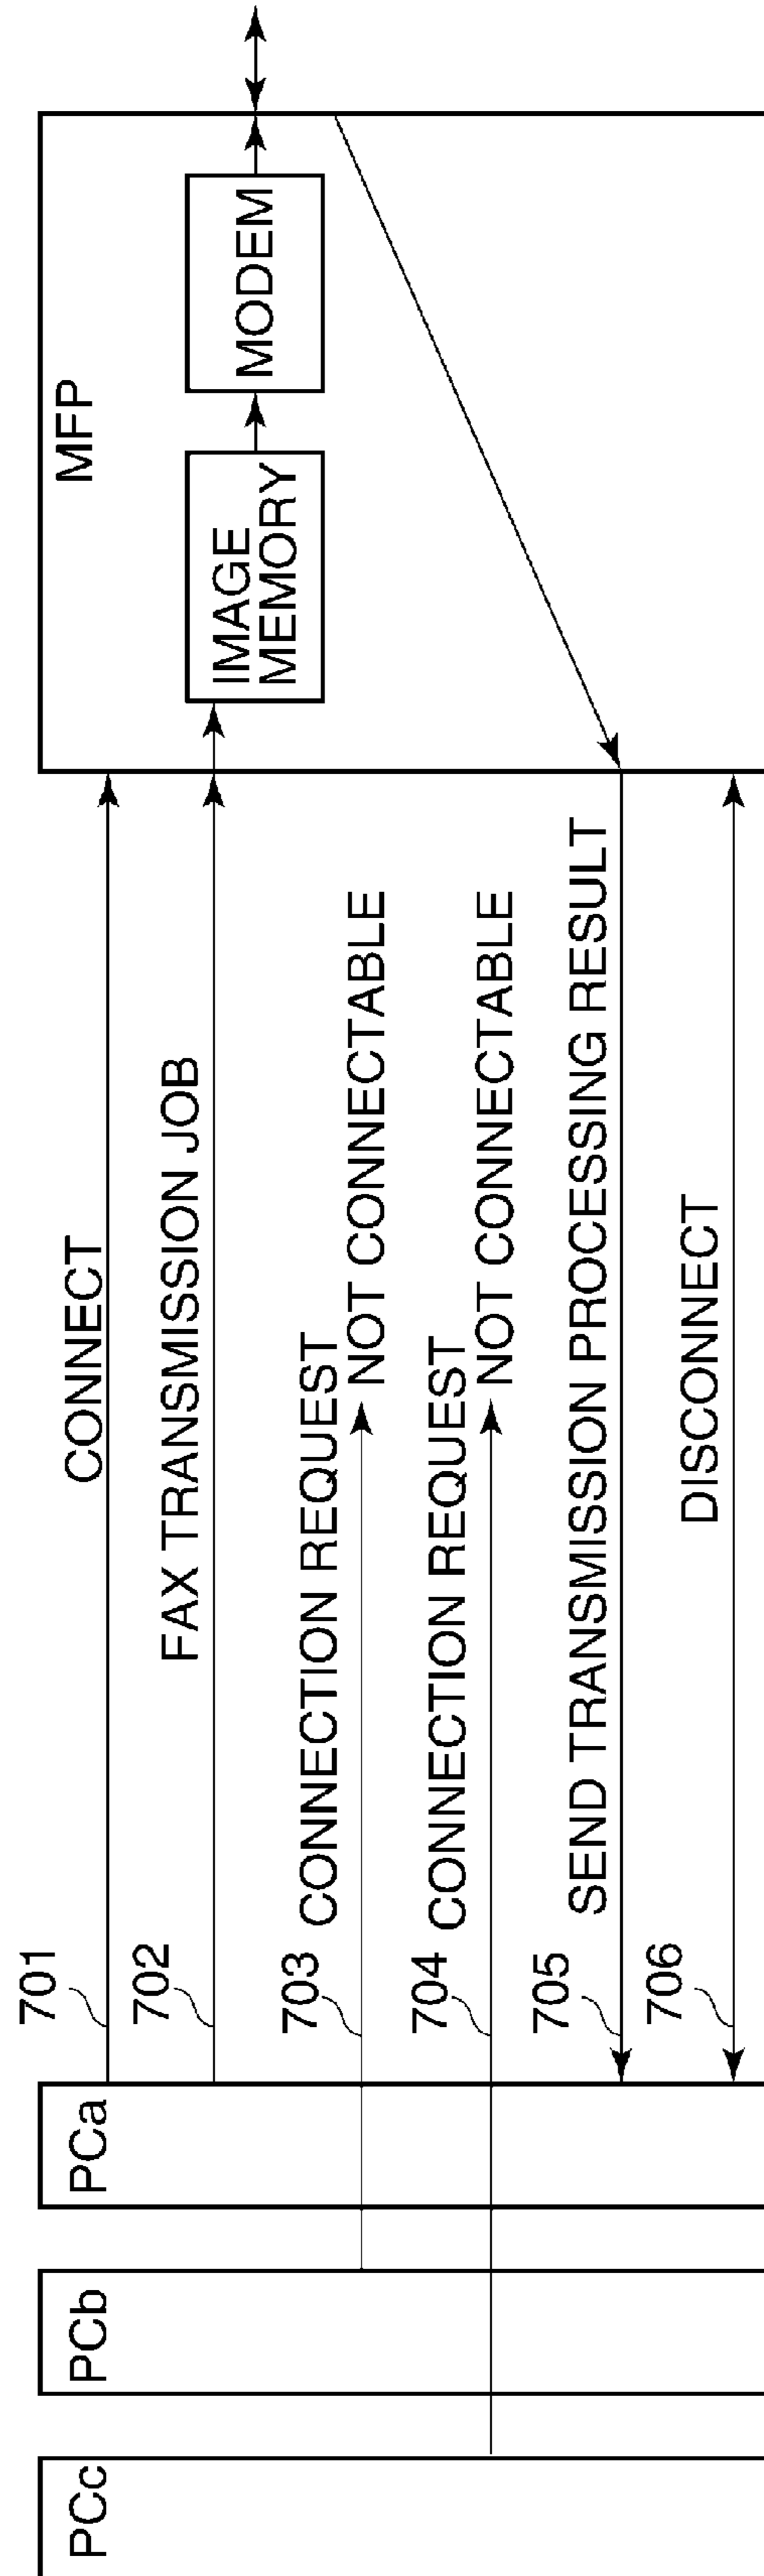 PCc
PCb
PCa
MFP
701
CONNECT
702
FAX TRANSMISSION JOB
IMAGE
MEMORY
MODEM
703
CONNECTION REQUEST
NOT CONNECTABLE
704
CONNECTION REQUEST
NOT CONNECTABLE
705
SEND TRANSMISSION PROCESSING RESULT
706
DISCONNECT